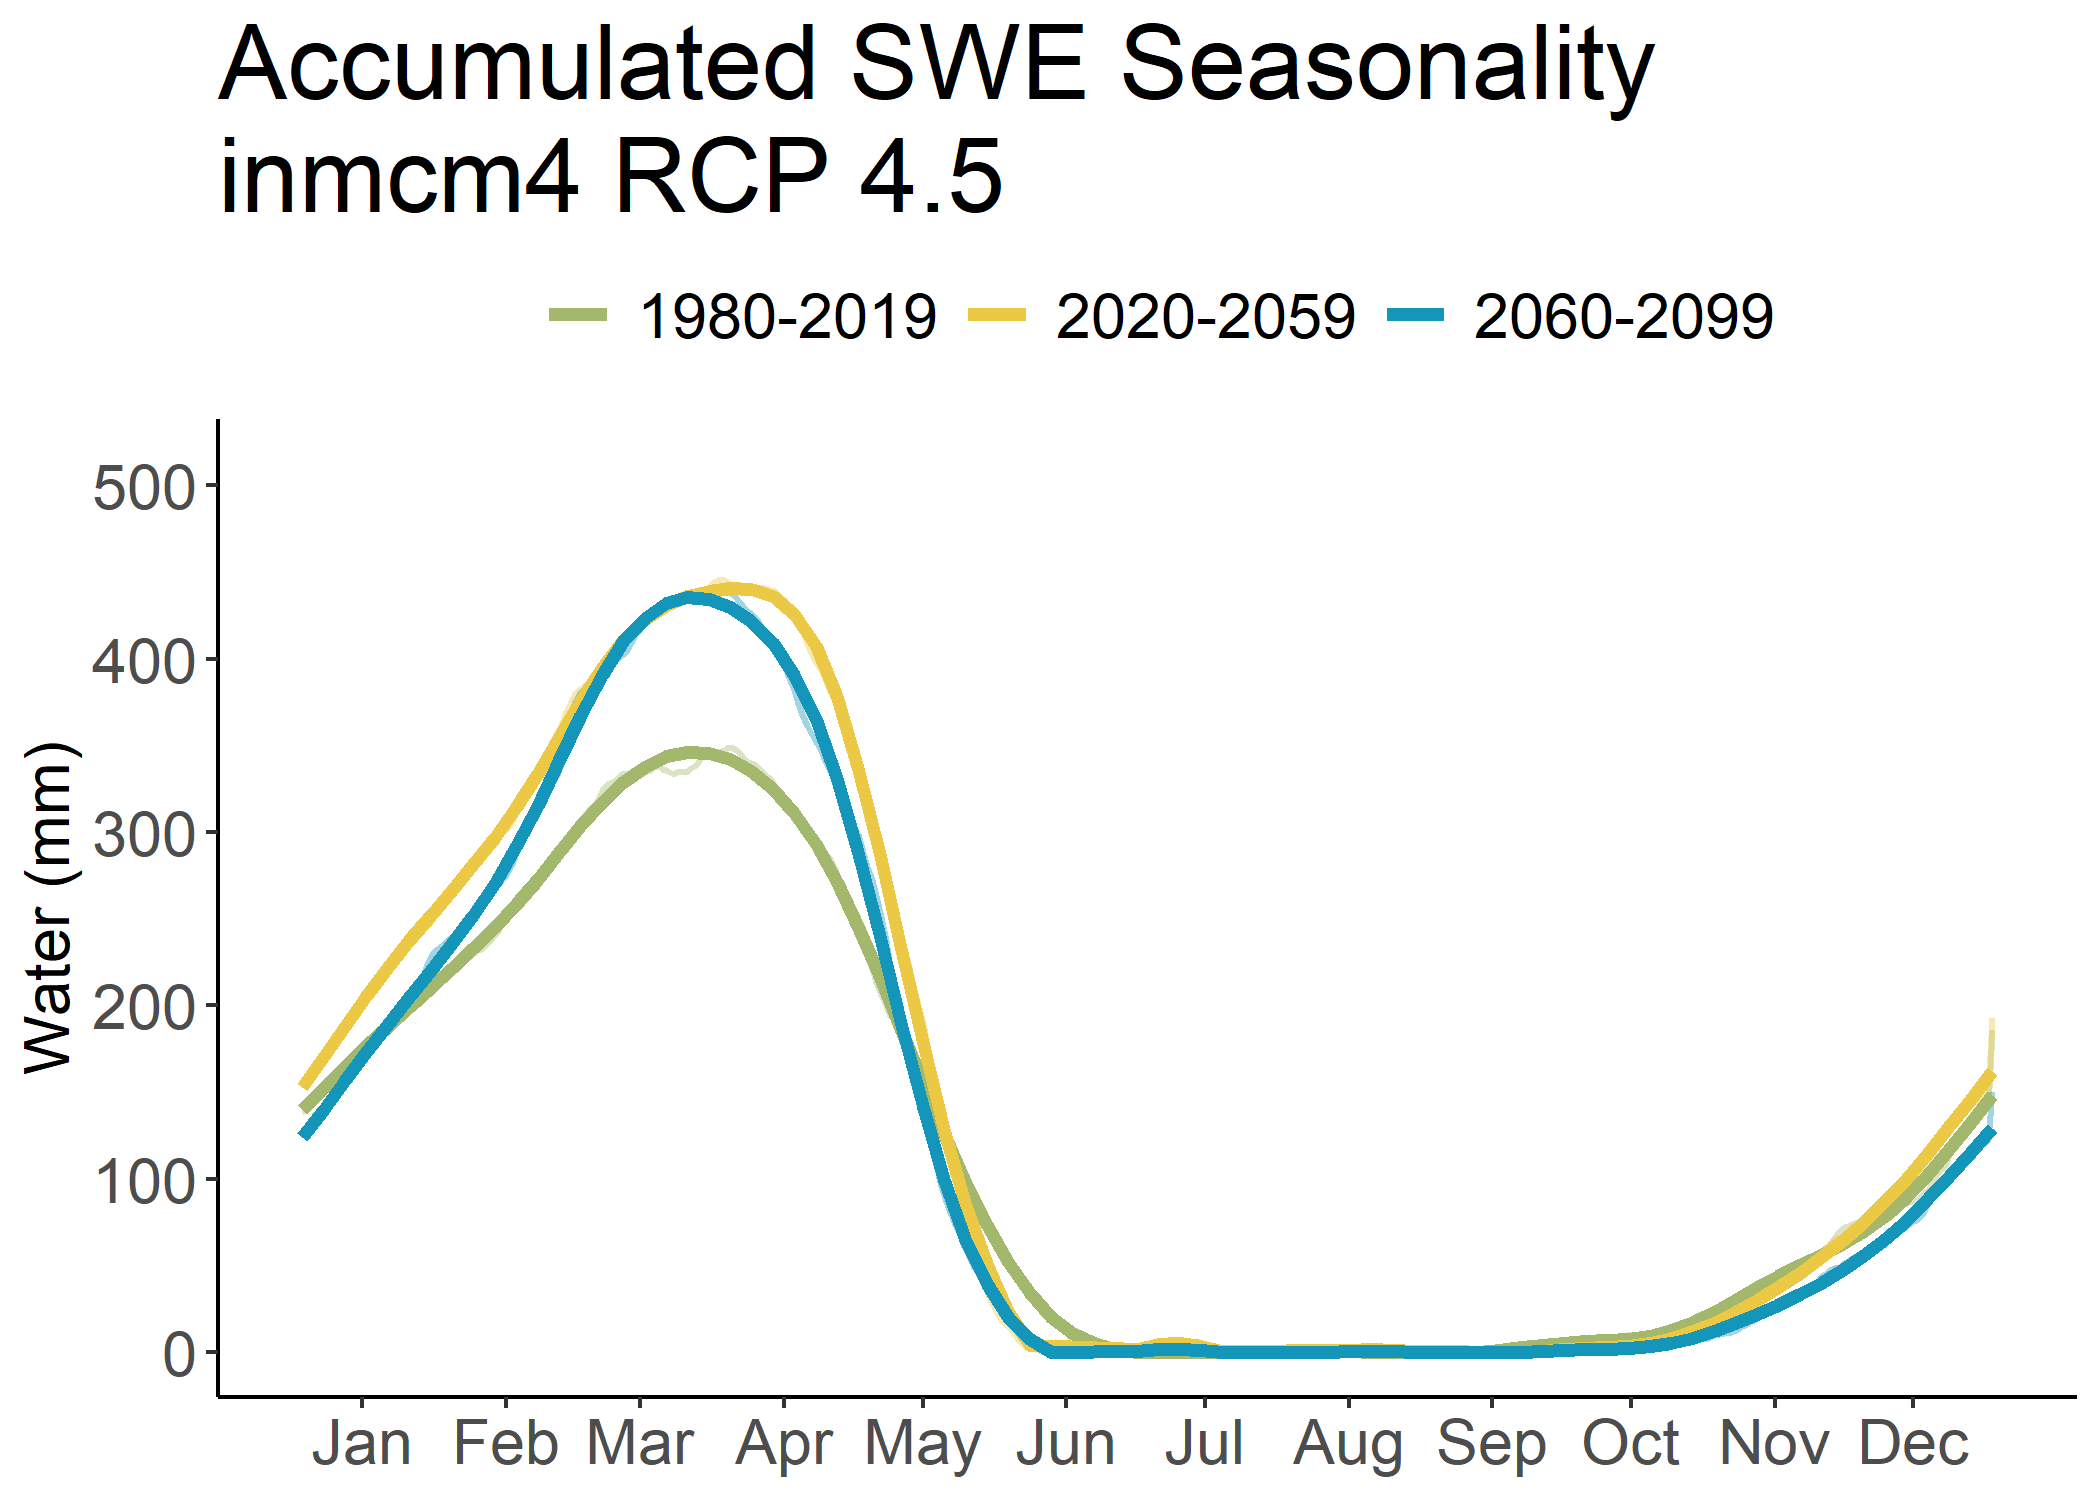 Accumulated SWE Seasonality
inmcm4 RCP 4.5
1980-2019 2020-2059 2060-2099
Water (mm)
500
400
300
200
100
0
Jan Feb Mar Apr May Jun Jul Aug Sep Oct Nov Dec